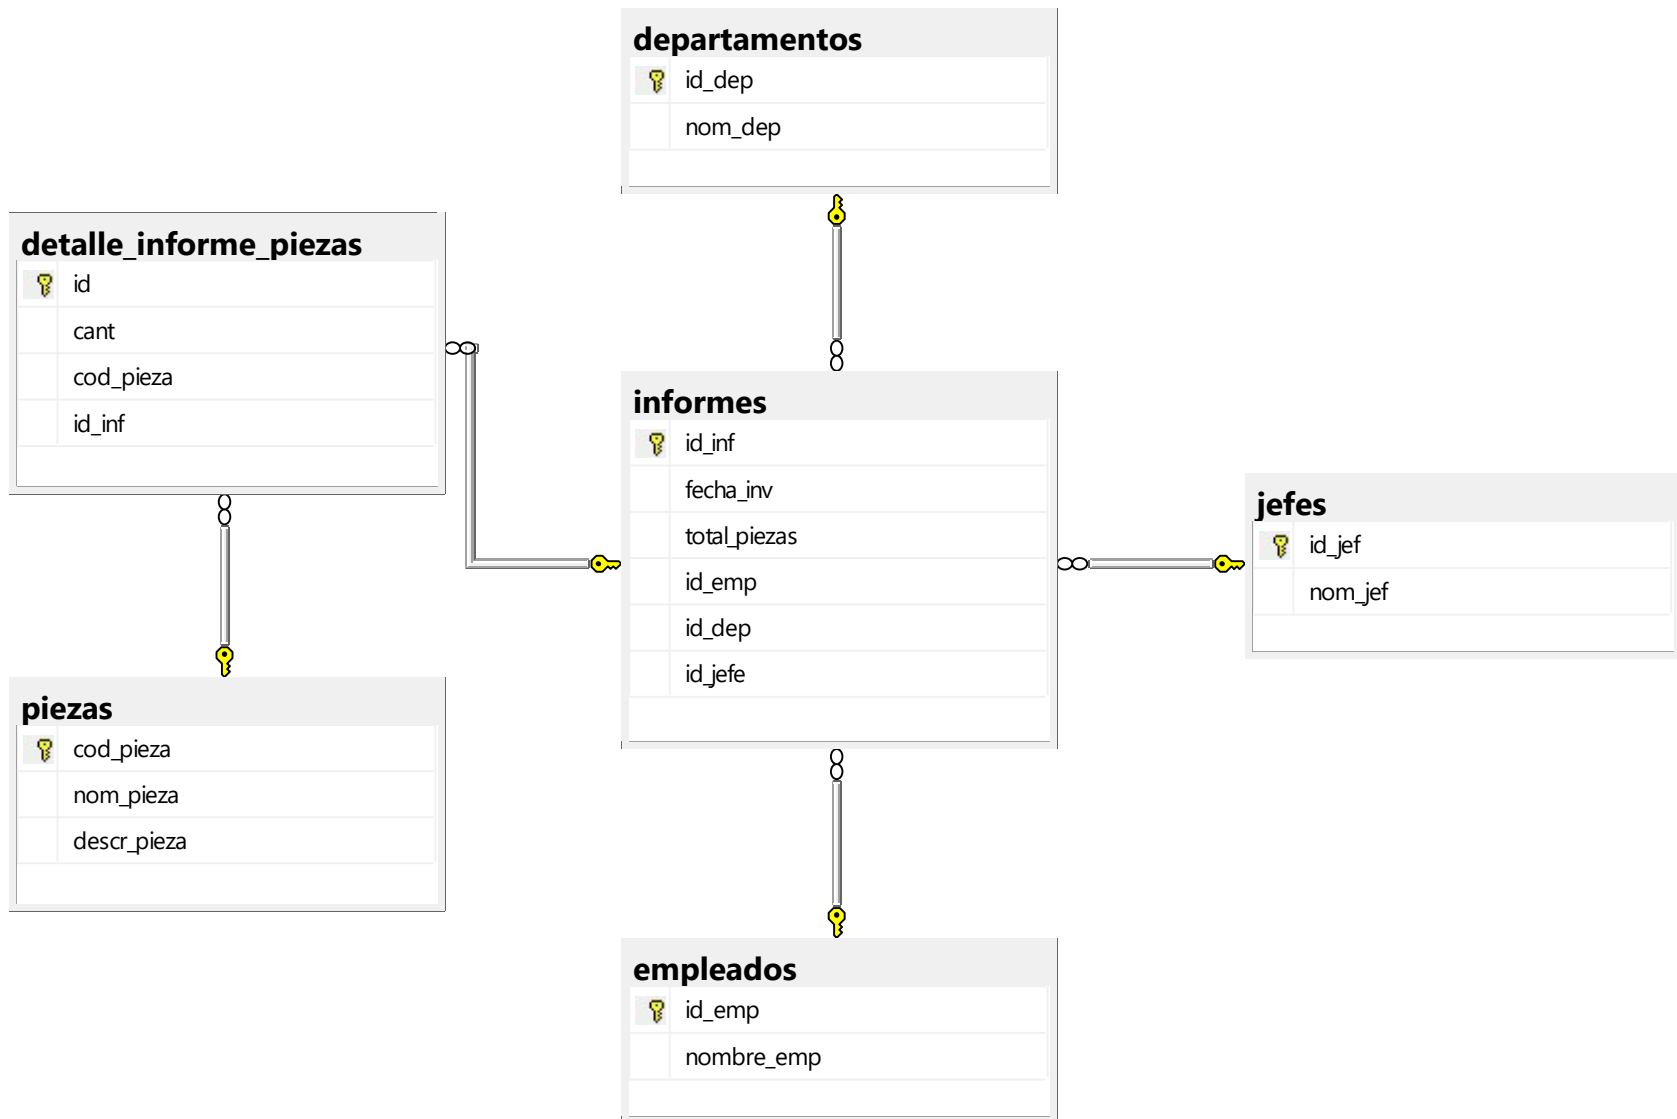 departamentos
id_dep
nom_dep
detalle_informe_piezas
id
cant
cod_pieza
id_inf
informes
id_inf
fecha_inv
total_piezas
id_emp
id_dep
id_jefe
jefes
id_jef
nom_jef
piezas
cod_pieza
nom_pieza
descr_pieza
empleados
id_emp
nombre_emp